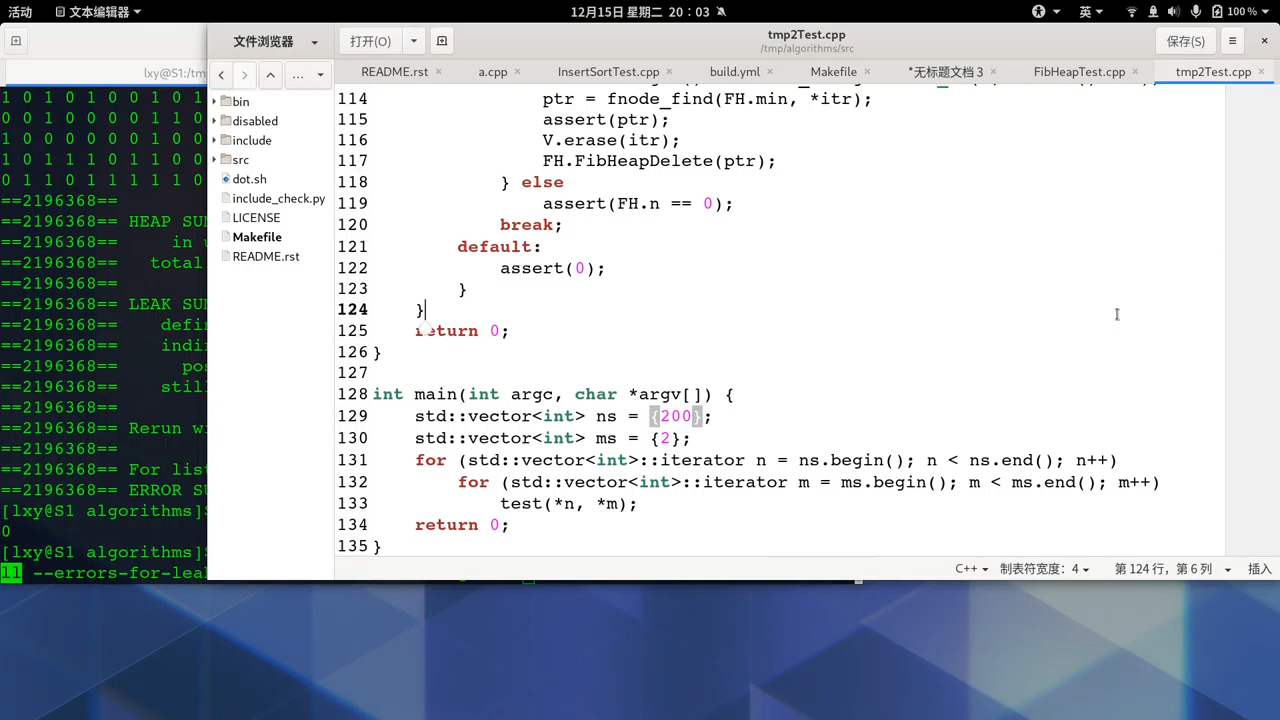 活动 文本编辑器 12月15日 星期二 20：03 英 100 %
文件浏览器 打开(O) tmp2Test.cpp 保存(S)
/tmp/algorithms/src
lxy@S1:/tm README.rst a.cpp InsertSortTest.cpp build.yml Makefile *无标题文档 3 FibHeapTest.cpp tmp2Test.cpp
bin
disabled
include
src
dot.sh
include_check.py
LICENSE
Makefile
README.rst
1 0 1 0 1 0 0 1 0 1
0 0 1 0 0 1 0 0 1 0
1 0 0 0 0 0 0 1 0 0
1 0 1 1 1 0 1 1 0 0
0 1 1 0 1 1 1 1 1 0
==2196368==
==2196368== HEAP SUM
==2196368== in u
==2196368== total
==2196368==
==2196368== LEAK SUM
==2196368== defi
==2196368== indi
==2196368== pos
==2196368== stil
==2196368==
==2196368== Rerun wi
==2196368==
==2196368== For list
==2196368== ERROR SU
[lxy@S1 algorithms]$
0
[lxy@S1 algorithms]$
ll --errors-for-lea
114 ptr = fnode_find(FH.min, *itr);
115 assert(ptr);
116 V.erase(itr);
117 FH.FibHeapDelete(ptr);
118 } else
119 assert(FH.n == 0);
120 break;
121 default:
122 assert(0);
123 }
124 }
125 return 0;
126 }
127
128 int main(int argc, char *argv[]) {
129 std::vector<int> ns = {200};
130 std::vector<int> ms = {2};
131 for (std::vector<int>::iterator n = ns.begin(); n < ns.end(); n++)
132 for (std::vector<int>::iterator m = ms.begin(); m < ms.end(); m++)
133 test(*n, *m);
134 return 0;
135 }
C++ 制表符宽度：4 第 124 行，第 6 列 插入